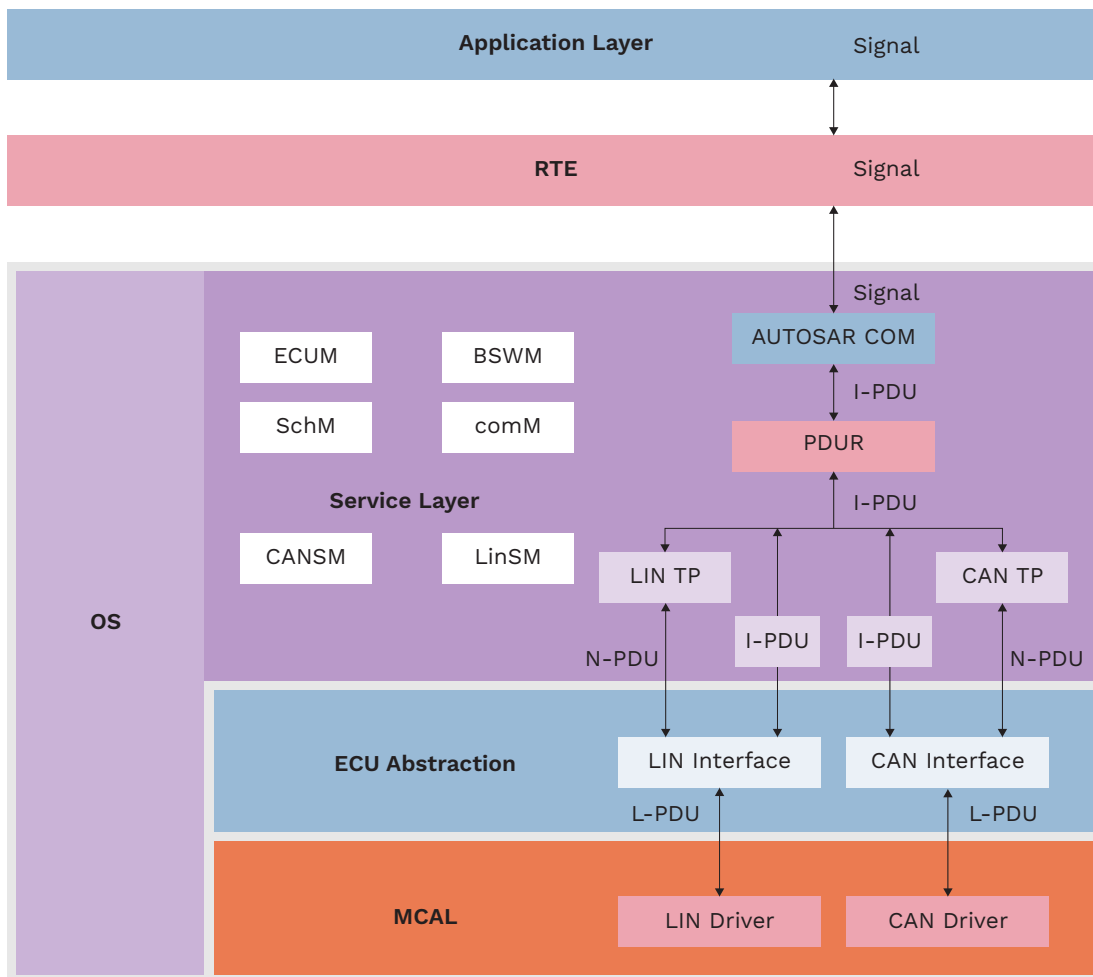 Application Layer
Signal
RTE
Signal
Signal
AUTOSAR COM
ECUM
BSWM
I-PDU
SchM
comM
PDUR
Service Layer
I-PDU
CANSM
LinSM
LIN TP
CAN TP
OS
N-PDU
I-PDU
I-PDU
N-PDU
ECU Abstraction
LIN Interface
CAN Interface
L-PDU
L-PDU
MCAL
LIN Driver
CAN Driver